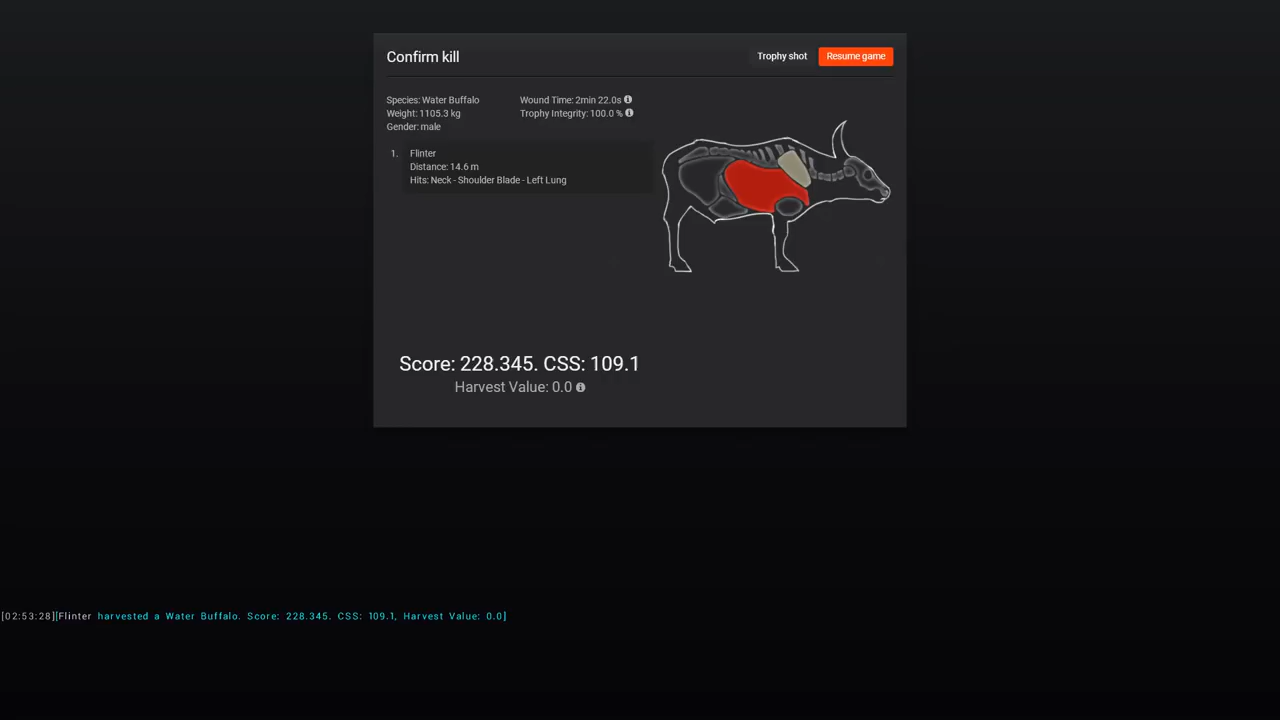 Confirm kill
Trophy shot
Resume game
Species: Water Buffalo
Weight: 1105.3 kg
Gender: male
Wound Time: 2min 22.0s
Trophy Integrity: 100.0 %
1.
Flinter
Distance: 14.6 m
Hits: Neck - Shoulder Blade - Left Lung
Score: 228.345. CSS: 109.1
Harvest Value: 0.0
[02:53:28][Flinter harvested a Water Buffalo. Score: 228.345. CSS: 109.1, Harvest Value: 0.0]